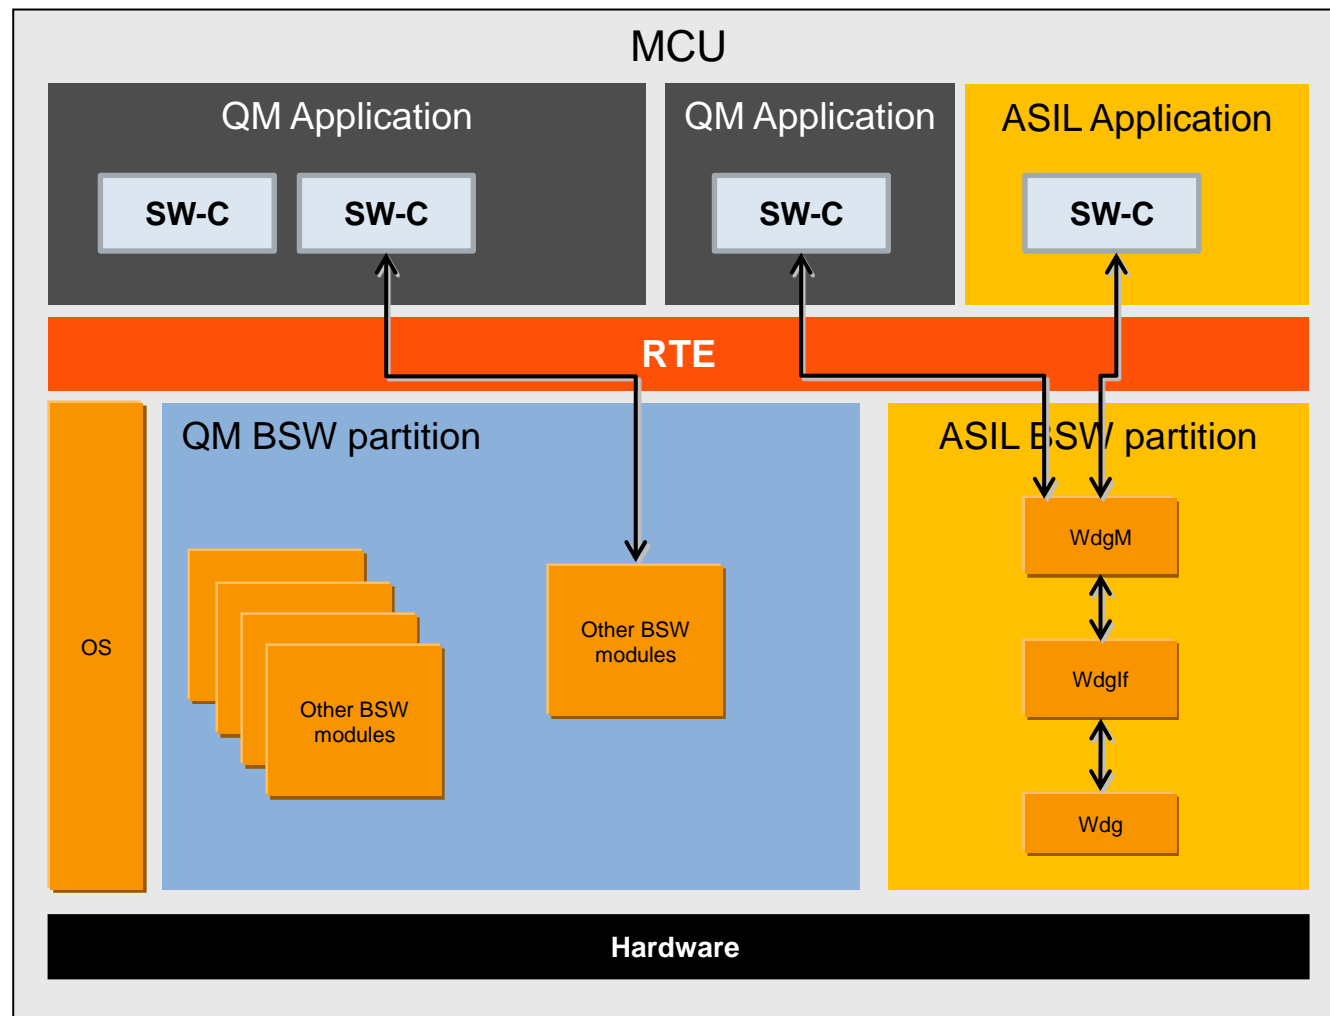 MCU
QM Application
QM Application
ASIL Application
SW-C
SW-C
SW-C
SW-C
RTE
QM BSW partition
ASIL BSW partition
WdgM
Other BSW
modules
OS
WdgIf
Other BSW
modules
Wdg
Hardware